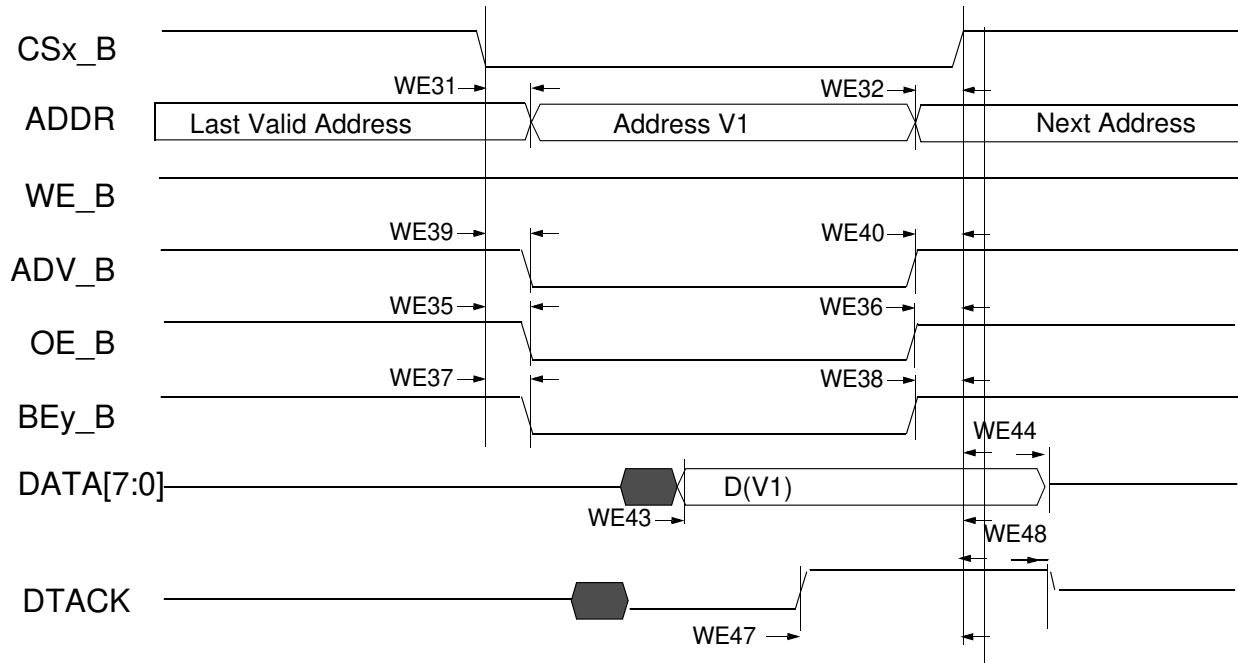 CSx_B
WE31
WE32
ADDR
Last Valid Address
Address V1
Next Address
WE_B
WE39
WE40
ADV_B
WE35
WE36
OE_B
WE37
WE38
BEy_B
WE44
DATA[7:0]
D(V1)
WE43
WE48
DTACK
WE47